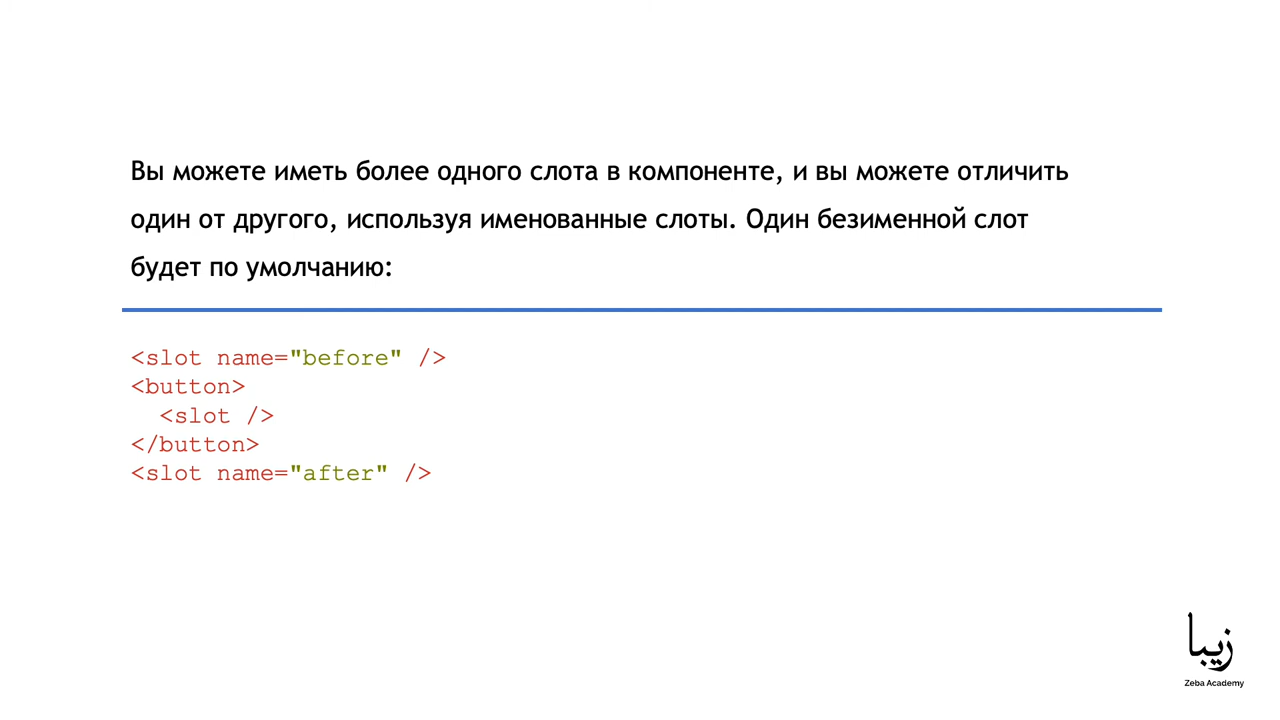 Вы можете иметь более одного слота в компоненте, и вы можете отличить
один от другого, используя именованные слоты. Один безименной слот
будет по умолчанию:
<slot name="before" />
<button>
  <slot />
</button>
<slot name="after" />
زیبا
Zeba Academy